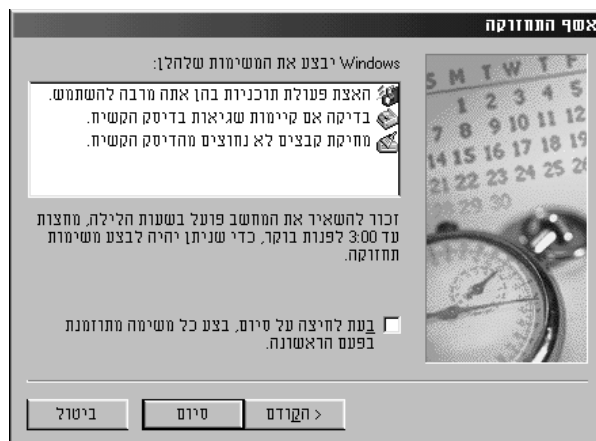 אשף התחזוקה
Windows יבצע את המשימות שלהלן:
האצת פעולת תוכניות בהן אתה מרבה להשתמש.
בדיקה אם קיימות שגיאות בדיסק הקשיח.
מחיקת קבצים לא נחוצים מהדיסק הקשיח.
זכור להשאיר את המחשב פועל בשעות הלילה, מחצות
עד 3:00 לפנות בוקר, כדי שניתן יהיה לבצע משימות
תחזוקה.
בעת לחיצה על סיום, בצע כל משימה מתוזמנת
בפעם הראשונה.
< הקודם
סיום
ביטול
S M T W T F
1 2 3 4 5
7 8 9 10 11 12
14 15 16 17 18 19
21 22 23 24 25 26
28 29 30